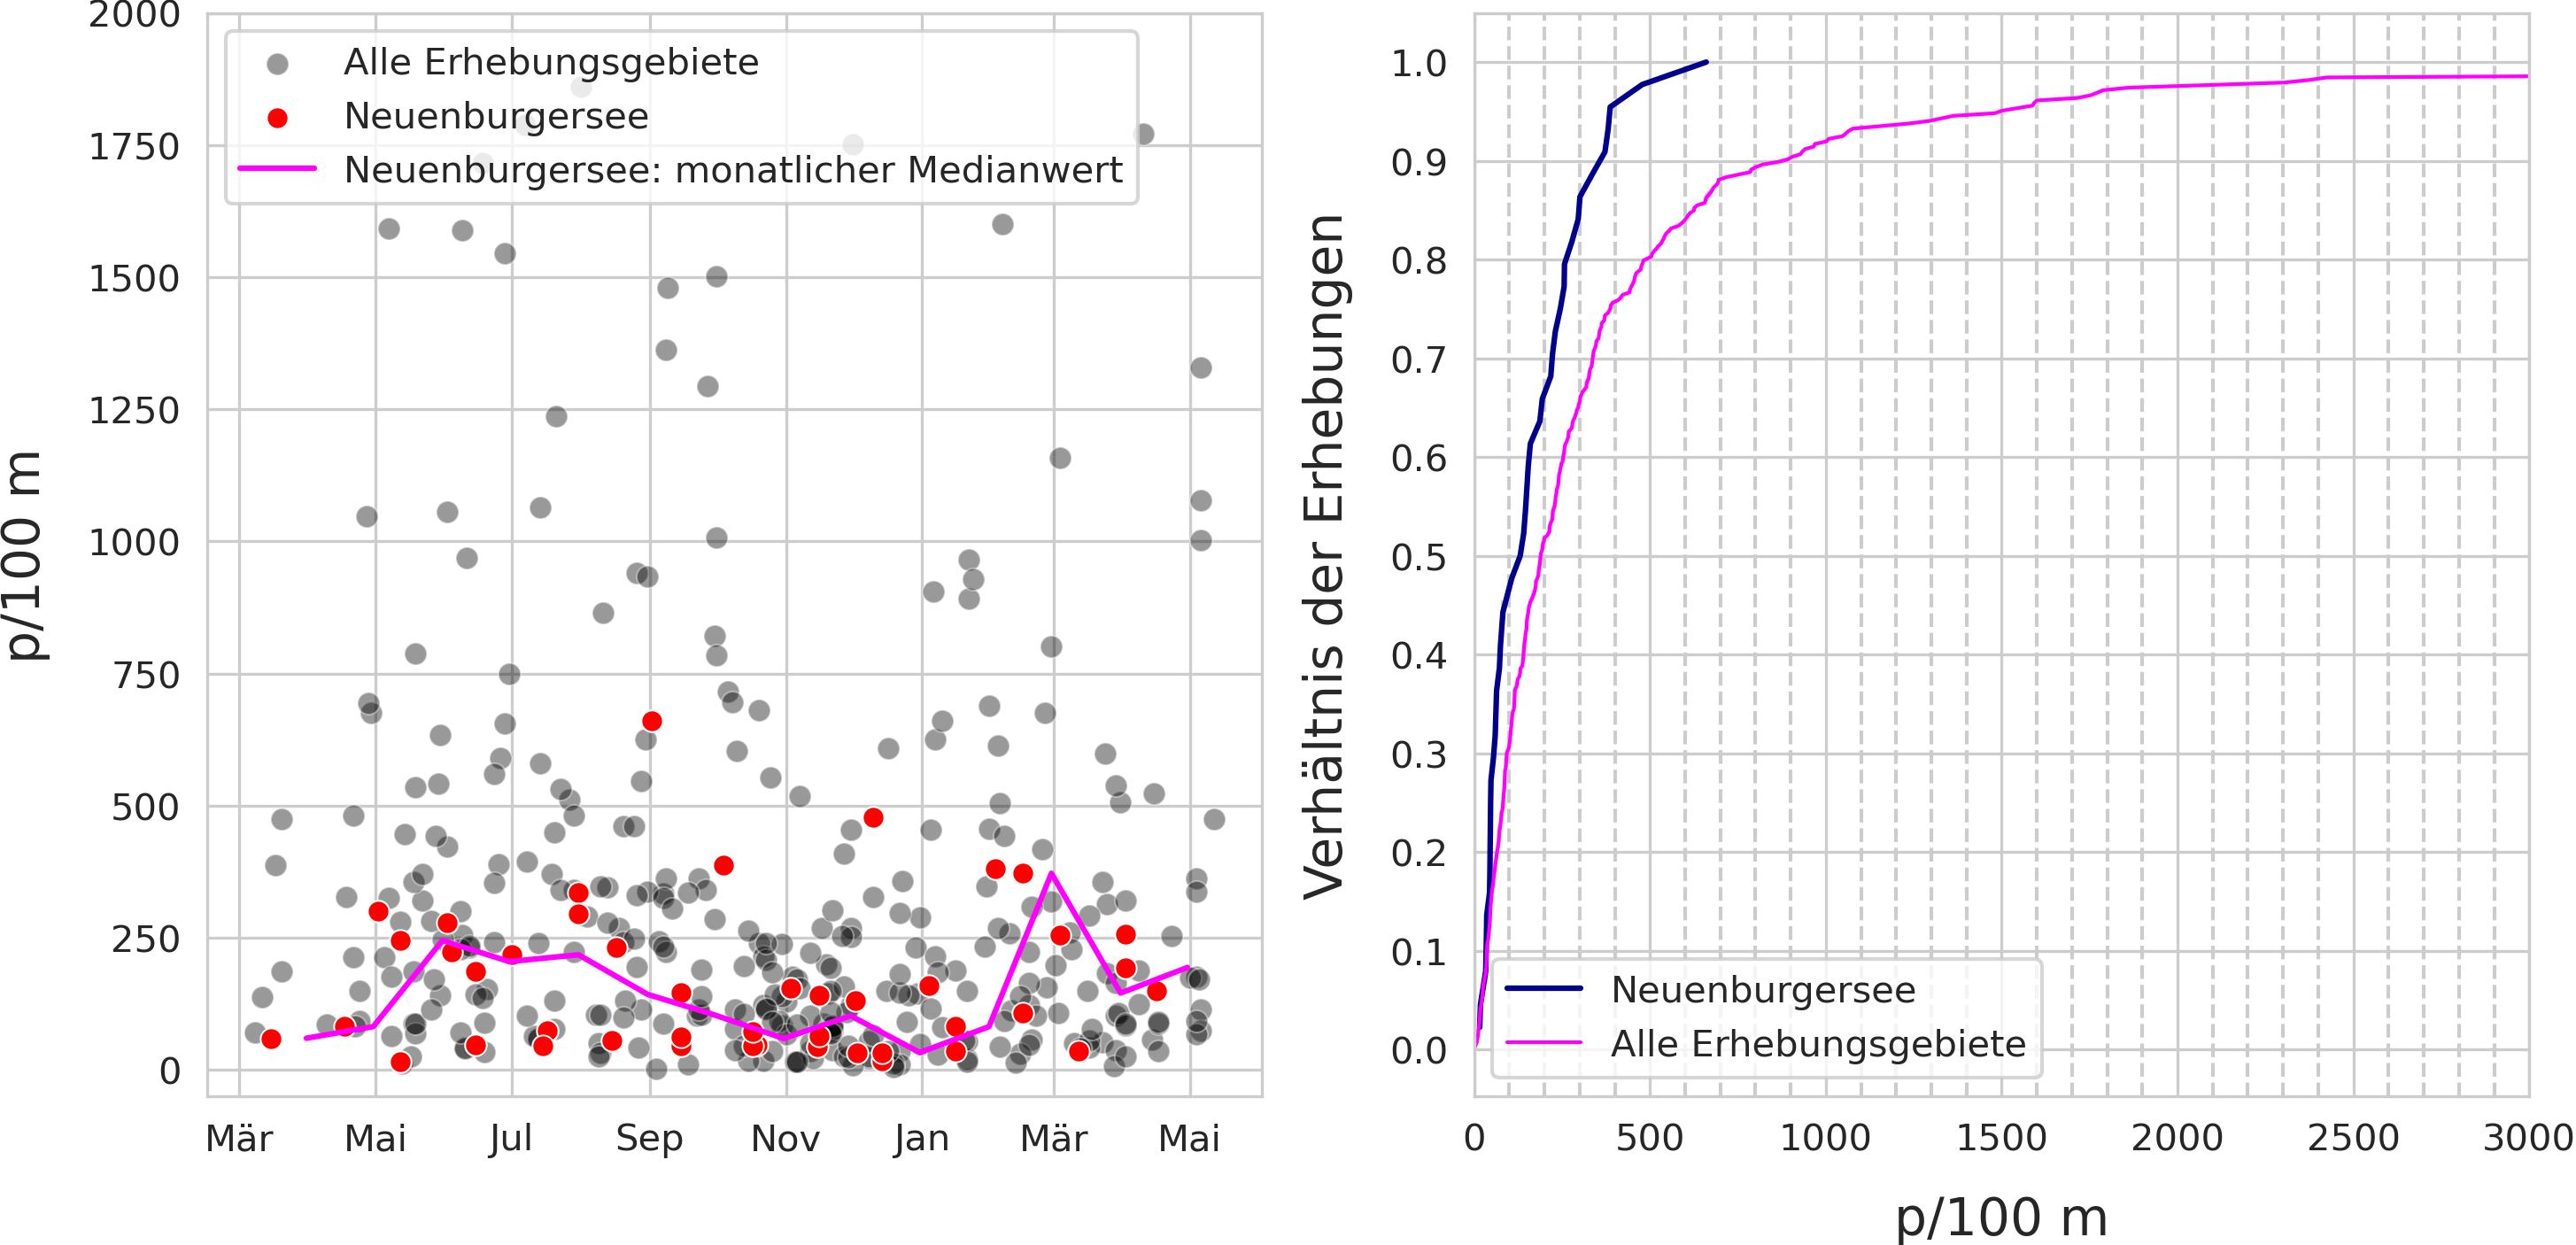 2000
1750
1500
1250
1000
750
500
250
0
p/100 m
Alle Erhebungsgebiete
Neuenburgersee
Neuenburgersee: monatlicher Medianwert
Mär Mai Jul Sep Nov Jan Mär Mai
1.0
0.9
0.8
0.7
0.6
0.5
0.4
0.3
0.2
0.1
0.0
Verhältnis der Erhebungen
Neuenburgersee
Alle Erhebungsgebiete
0 500 1000 1500 2000 2500 3000
p/100 m